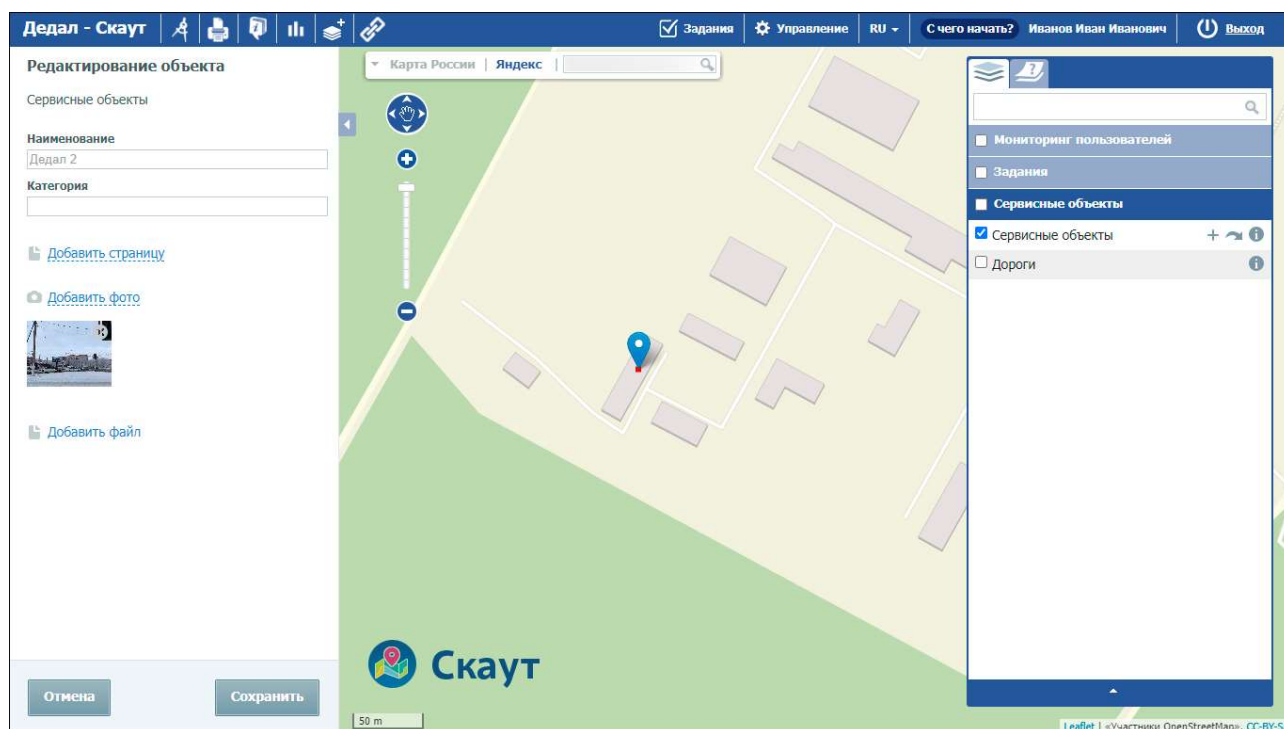 Дедал - Скаут
Задания
Управление
RU
С чего начать?
Иванов Иван Иванович
Выход
Редактирование объекта
Сервисные объекты
Наименование
Дедал 2
Категория
Добавить страницу
Добавить фото
Добавить файл
Отмена
Сохранить
Карта России | Яндекс |
Мониторинг пользователей
Задания
Сервисные объекты
Сервисные объекты
Дороги
Скаут
50 m
Leaflet | «Участники OpenStreetMap», CC-BY-S